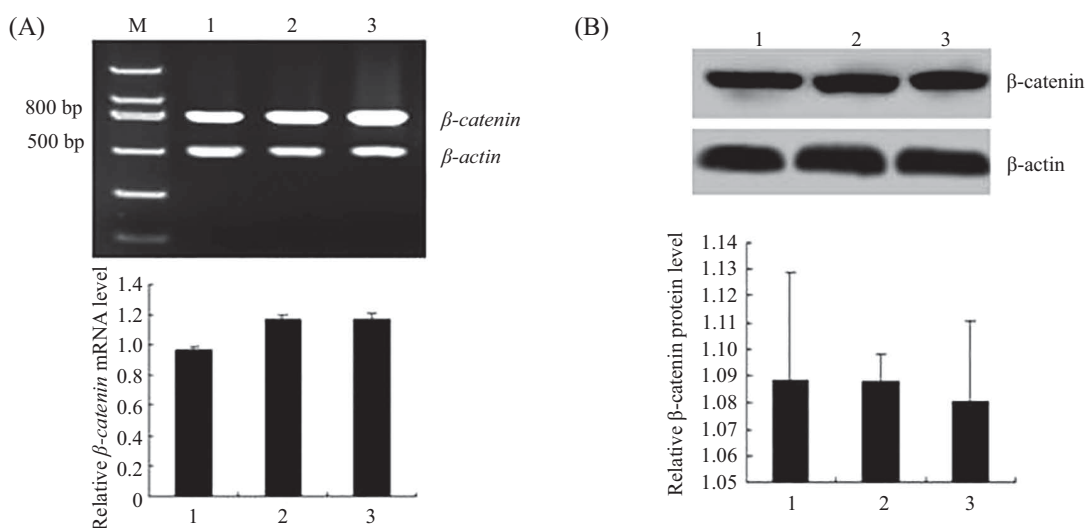 (A)
M 1 2 3
800 bp
500 bp
β-catenin
β-actin
Relative β-catenin mRNA level
1.4
1.2
1.0
0.8
0.6
0.4
0.2
0
1 2 3
(B)
1 2 3
β-catenin
β-actin
Relative β-catenin protein level
1.14
1.13
1.12
1.11
1.10
1.09
1.08
1.07
1.06
1.05
1 2 3